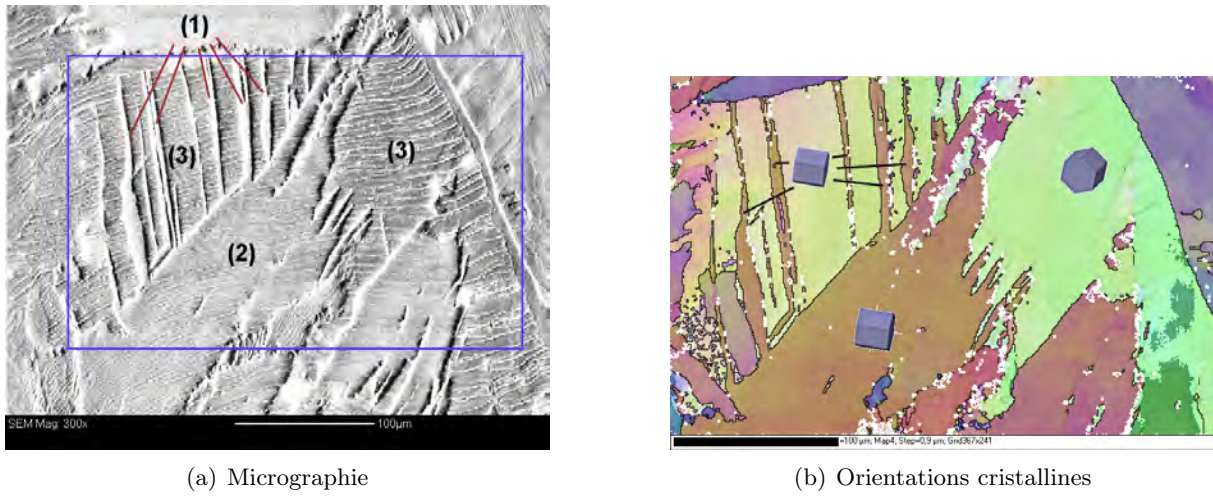 (1)
(3)
(3)
(2)
SEM Mag: 300x
100µm
=100 µm; Map4; Step=0,9 µm; Grid367x241
(a) Micrographie
(b) Orientations cristallines